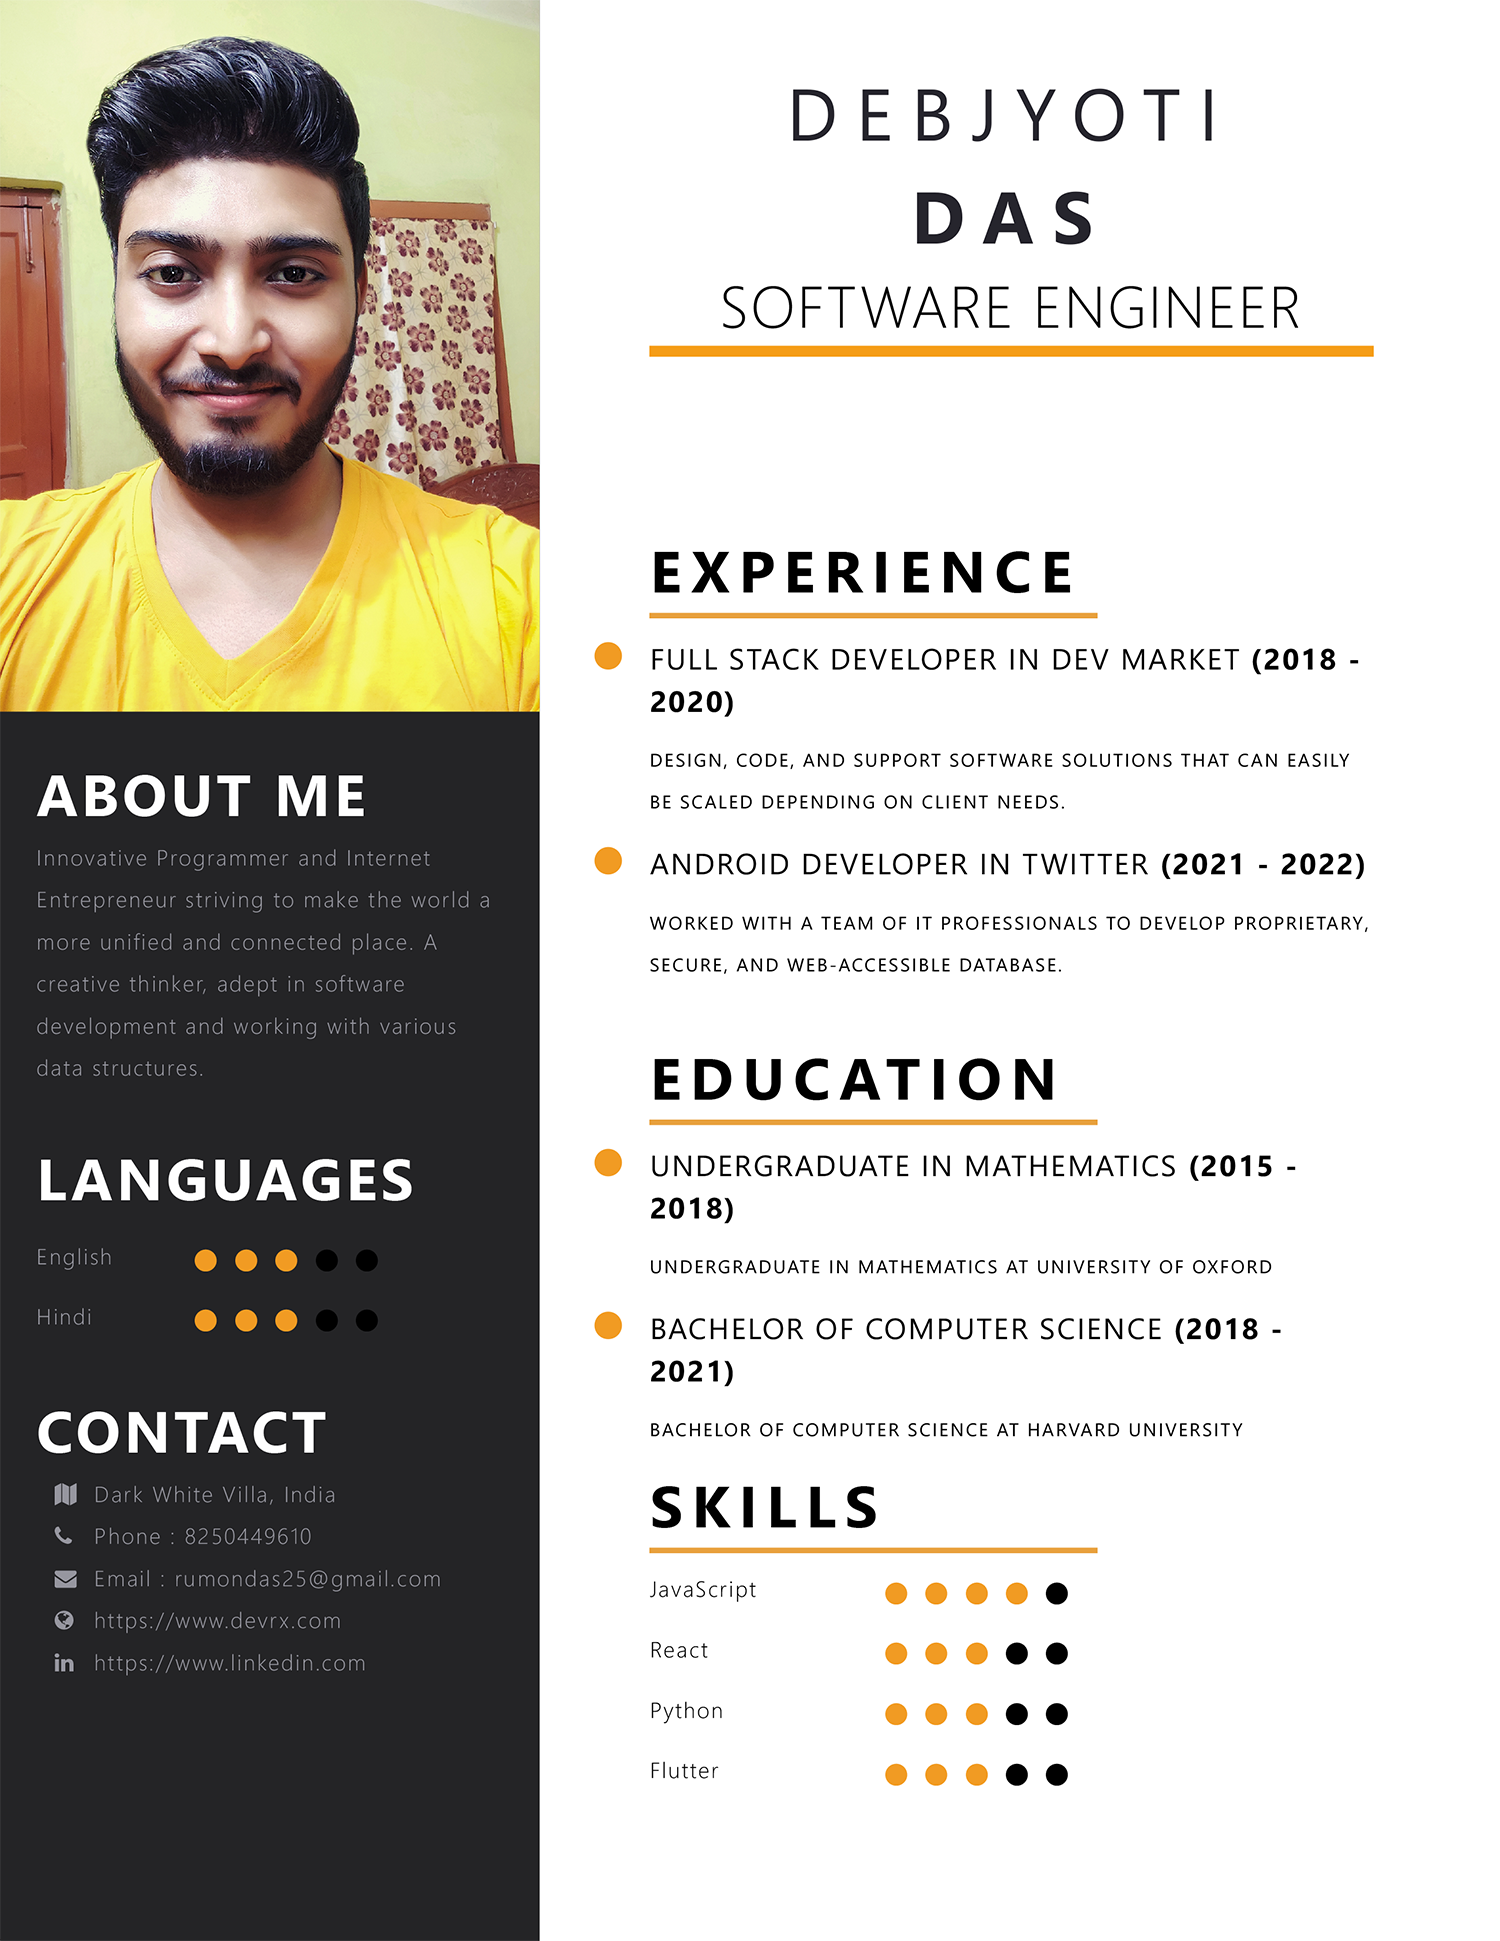 DEBJYOTI
DAS
SOFTWARE ENGINEER
ABOUT ME
Innovative Programmer and Internet
Entrepreneur striving to make the world a
more unified and connected place. A
creative thinker, adept in software
development and working with various
data structures.
LANGUAGES
English
Hindi
CONTACT
Dark White Villa, India
Phone : 8250449610
Email : rumondas25@gmail.com
https://www.devrx.com
in https://www.linkedin.com
EXPERIENCE
FULL STACK DEVELOPER IN DEV MARKET (2018 -
2020)
DESIGN, CODE, AND SUPPORT SOFTWARE SOLUTIONS THAT CAN EASILY
BE SCALED DEPENDING ON CLIENT NEEDS.
ANDROID DEVELOPER IN TWITTER (2021 - 2022)
WORKED WITH A TEAM OF IT PROFESSIONALS TO DEVELOP PROPRIETARY,
SECURE, AND WEB-ACCESSIBLE DATABASE.
EDUCATION
UNDERGRADUATE IN MATHEMATICS (2015 -
2018)
UNDERGRADUATE IN MATHEMATICS AT UNIVERSITY OF OXFORD
BACHELOR OF COMPUTER SCIENCE (2018 -
2021)
BACHELOR OF COMPUTER SCIENCE AT HARVARD UNIVERSITY
SKILLS
JavaScript
React
Python
Flutter